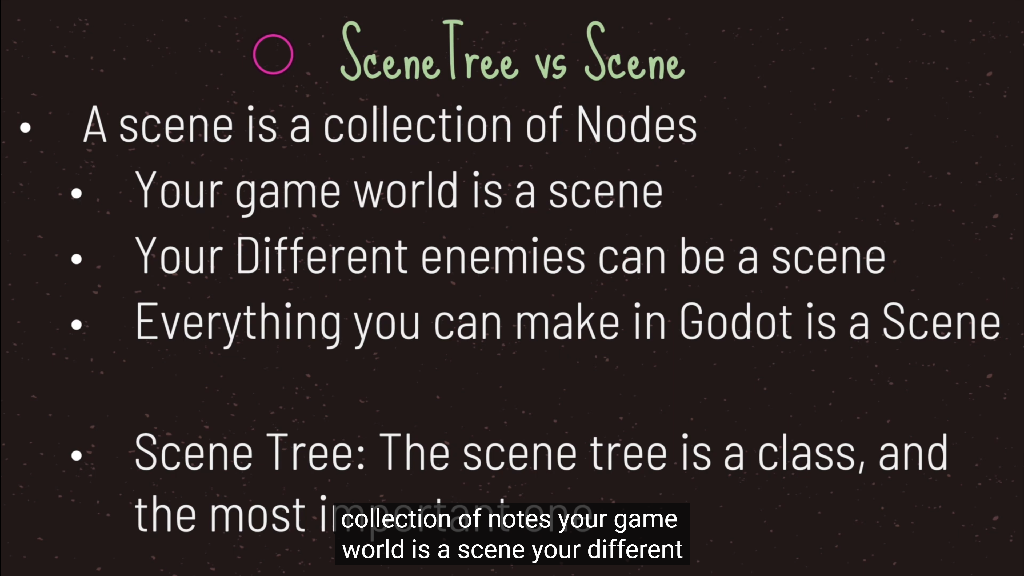 SceneTree vs Scene
• A scene is a collection of Nodes
• Your game world is a scene
• Your Different enemies can be a scene
• Everything you can make in Godot is a Scene
• Scene Tree: The scene tree is a class, and
the most important one
collection of notes your game
world is a scene your different